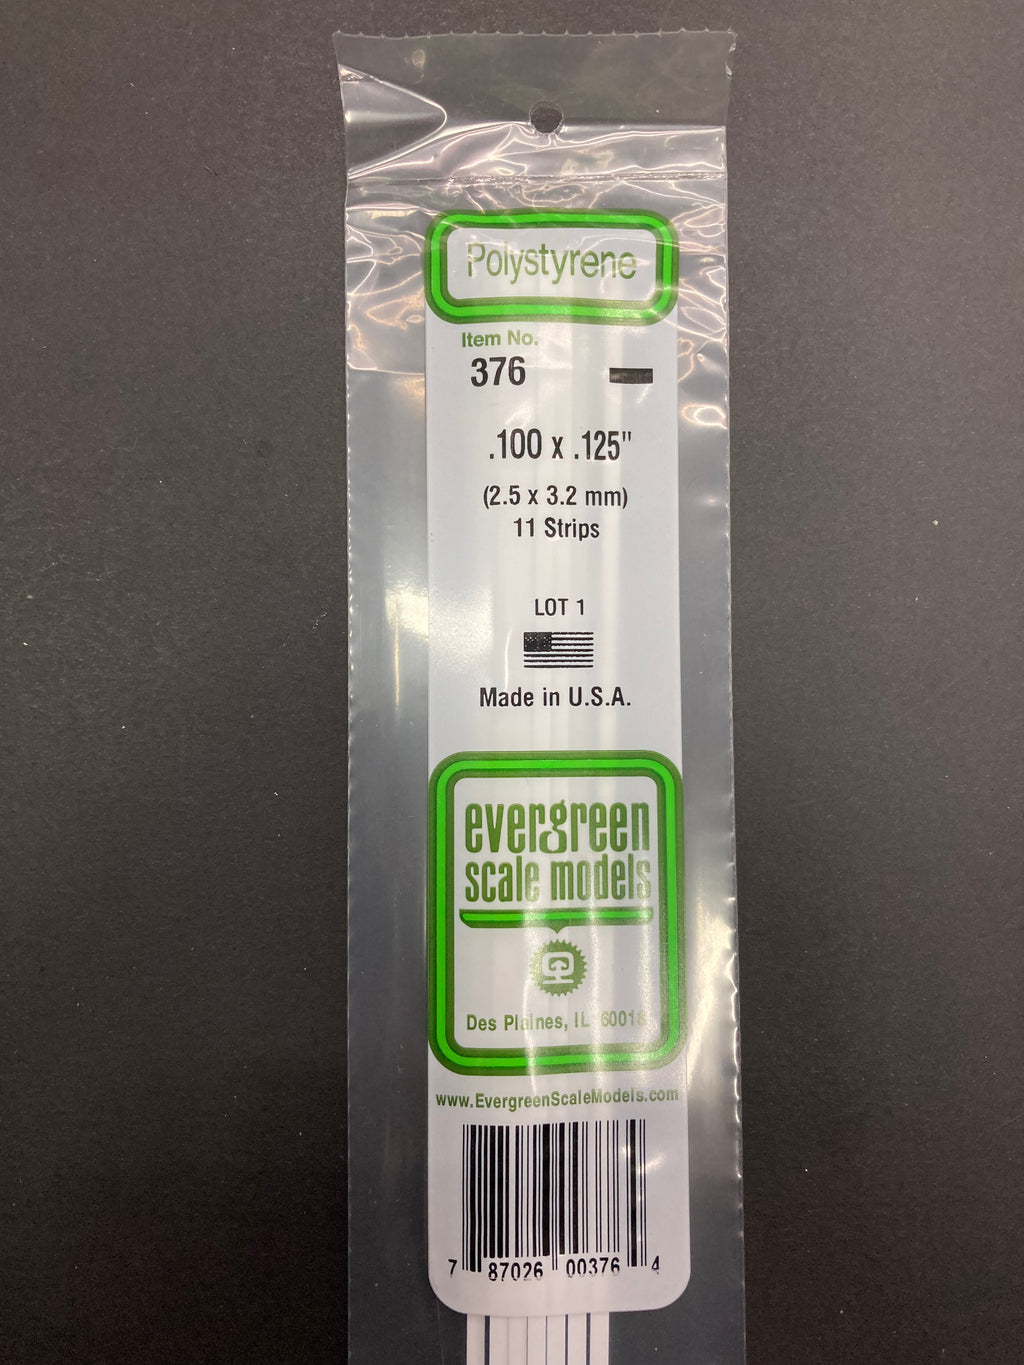 Polystyrene
Item No.
376
.100 x .125"
(2.5 x 3.2 mm)
11 Strips
LOT 1
Made in U.S.A.
evergreen
scale models
Des Plaines, IL 60018
www.EvergreenScaleModels.com
7 87026 00376 4